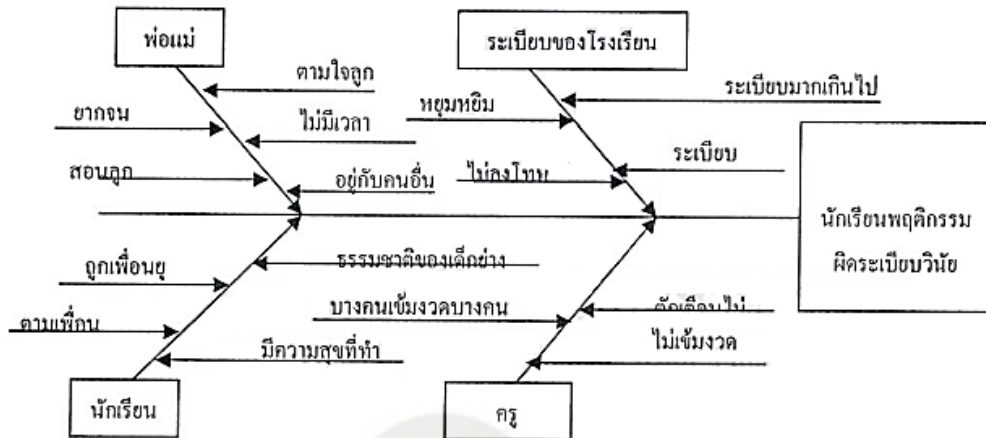 พ่อแม่
ระเบียบของโรงเรียน
ตามใจลูก
ระเบียบมากเกินไป
ยากจน
หยุมหยิม
ไม่มีเวลา
สอนลูก
ระเบียบ
อยู่กับคนอื่น
ไม่ลงโทษ
นักเรียนพฤติกรรม
ผิดระเบียบวินัย
ถูกเพื่อนยุ
ธรรมชาติของเด็กย่าง
บางคนเข้มงวดบางคน
ตักเตือนไม่
ตามเพื่อน
ไม่เข้มงวด
มีความสุขที่ทำ
นักเรียน
ครู